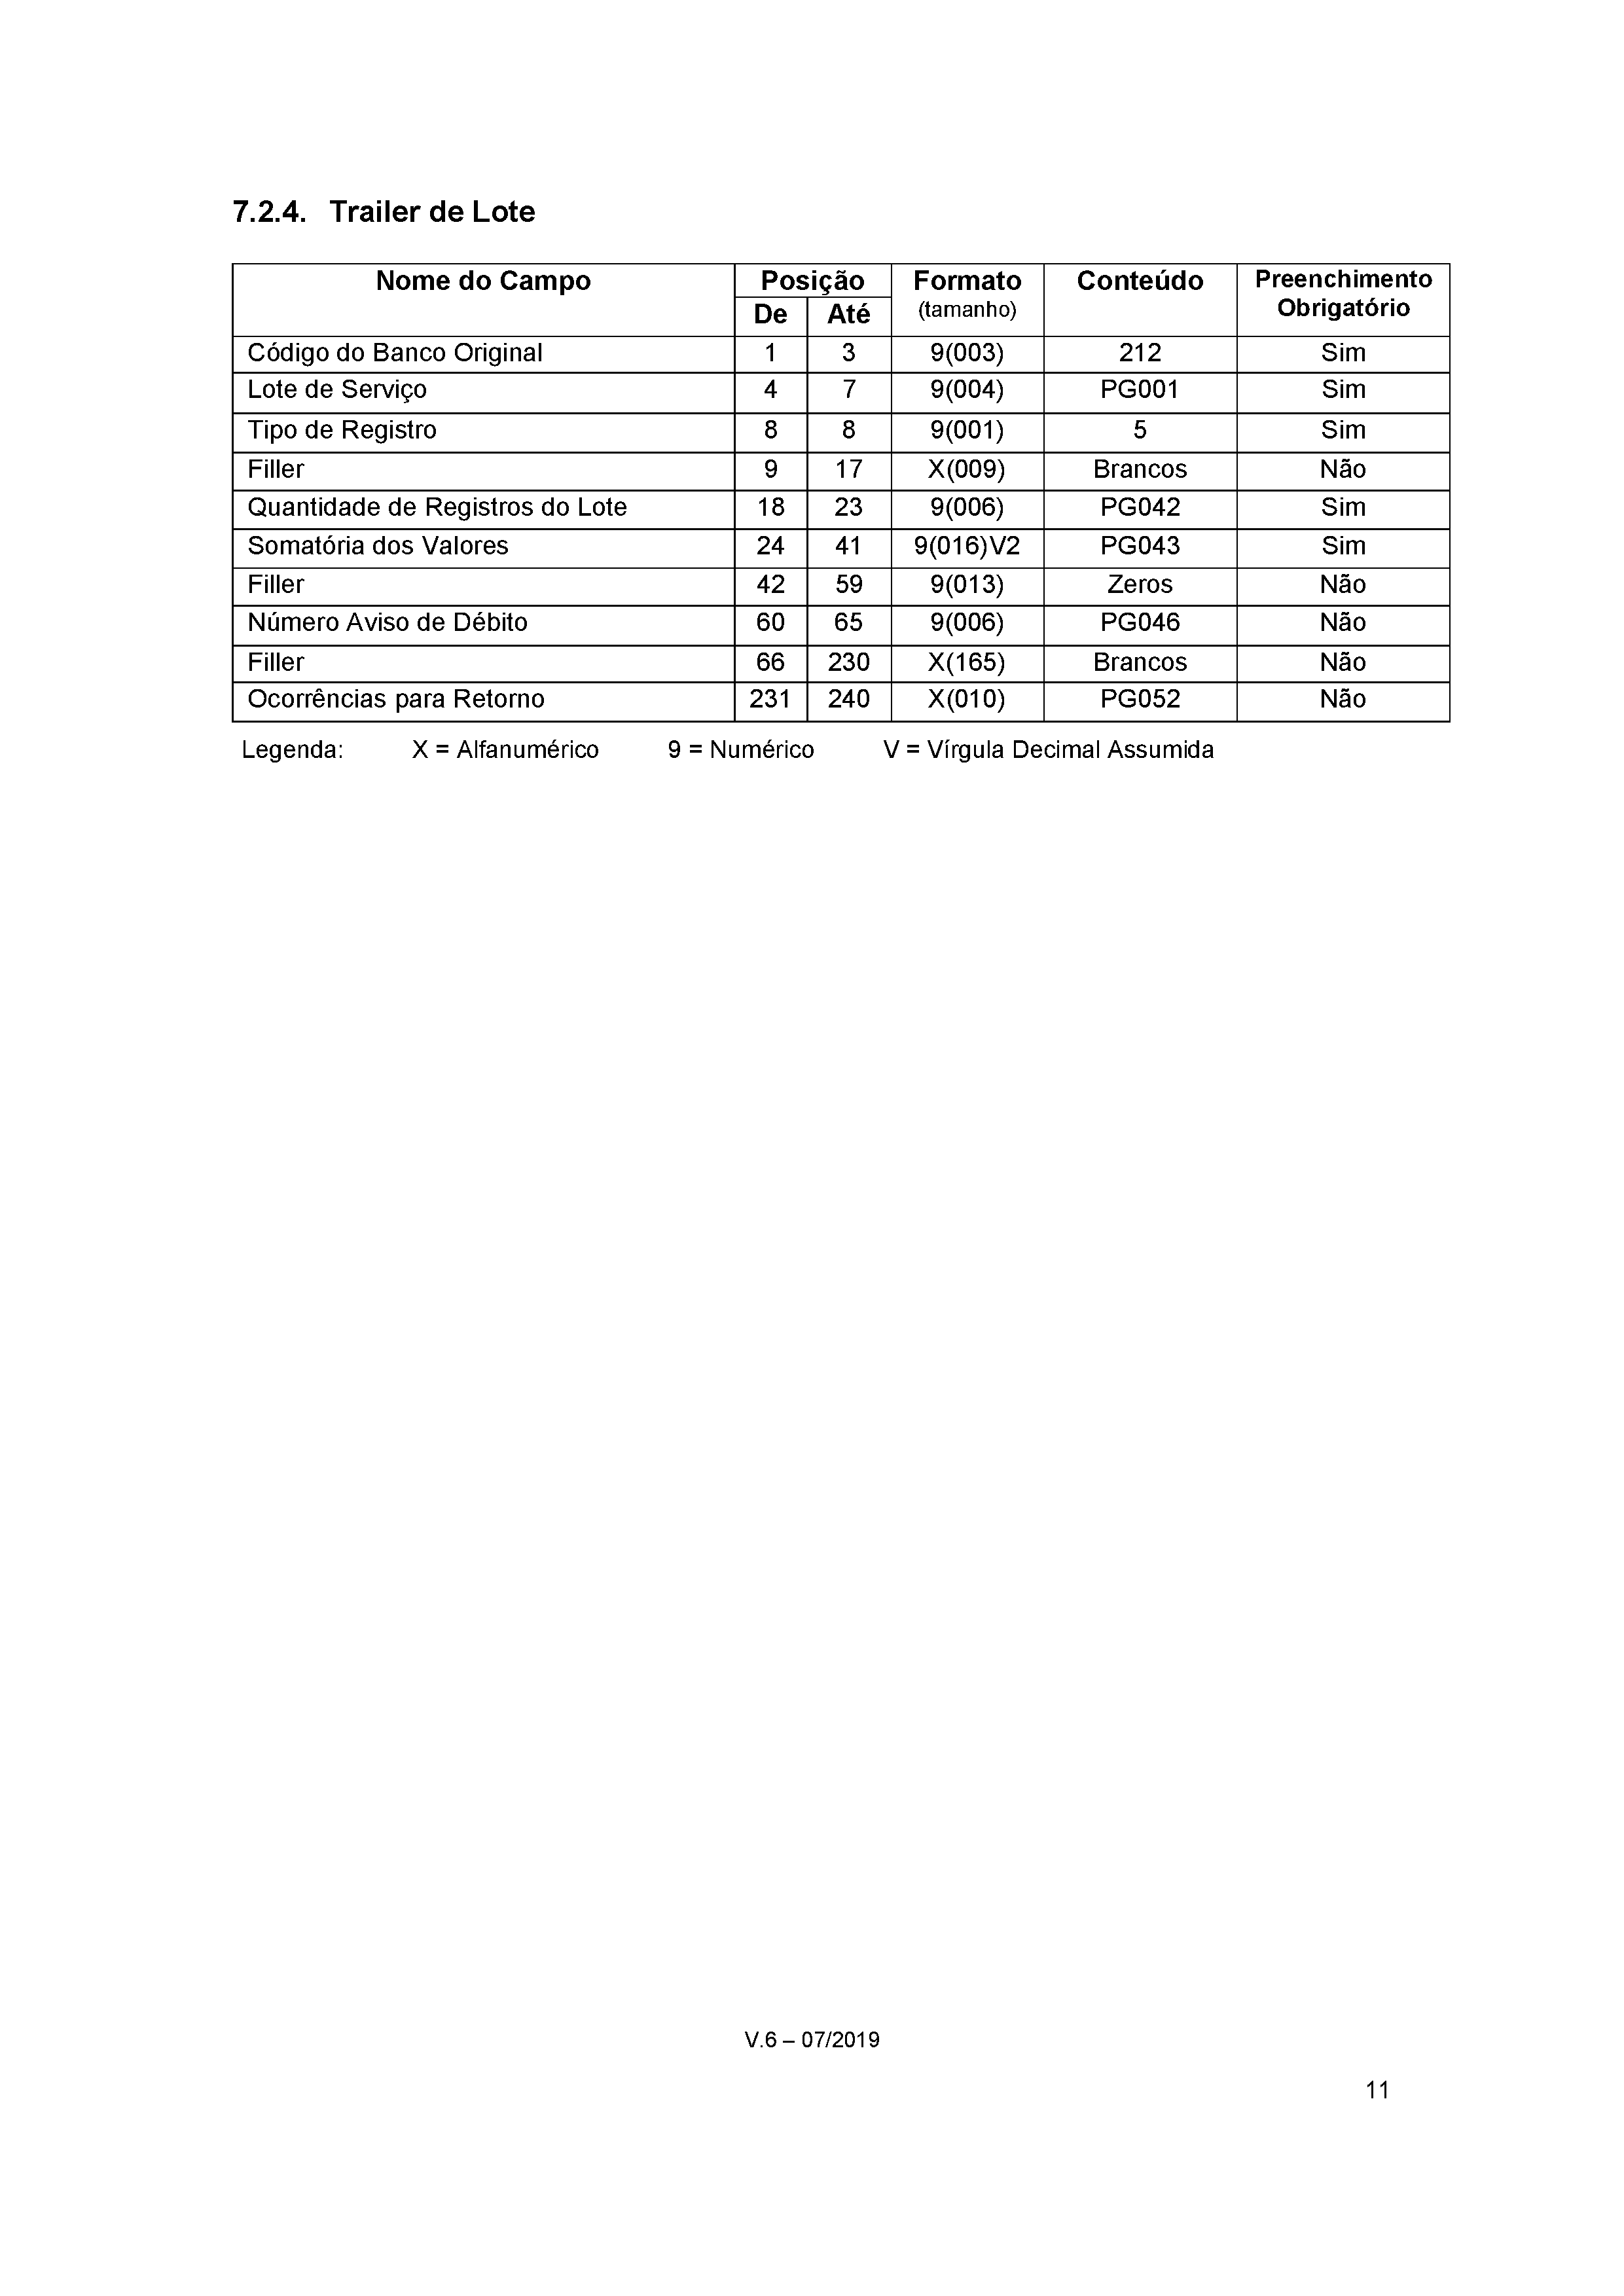 7.2.4. Trailer de Lote
Nome do Campo Posição Formato Conteúdo Preenchimento
De Até (tamanho) Obrigatório
Código do Banco Original 1 3 9(003) 212 Sim
Lote de Serviço 4 7 9(004) PG001 Sim
Tipo de Registro 8 8 9(001) 5 Sim
Filler 9 17 X(009) Brancos Não
Quantidade de Registros do Lote 18 23 9(006) PG042 Sim
Somatória dos Valores 24 41 9(016)V2 PG043 Sim
Filler 42 59 9(013) Zeros Não
Número Aviso de Débito 60 65 9(006) PG046 Não
Filler 66 230 X(165) Brancos Não
Ocorrências para Retorno 231 240 X(010) PG052 Não
Legenda: X = Alfanumérico 9 = Numérico V = Vírgula Decimal Assumida
V.6 – 07/2019
11